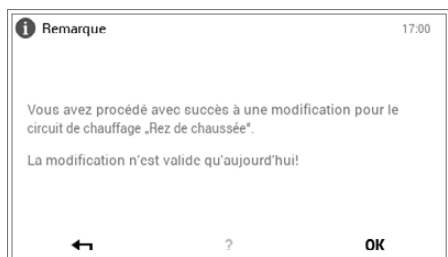 Remarque 17:00
Vous avez procédé avec succès à une modification pour le
circuit de chauffage „Rez de chaussée".
La modification n'est valide qu'aujourd'hui!
? OK